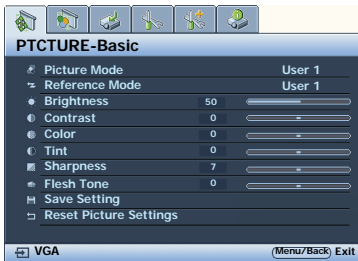 PTCTURE-Basic
Picture Mode User 1
Reference Mode User 1
Brightness 50
Contrast 0
Color 0
Tint 0
Sharpness 7
Flesh Tone 0
Save Setting
Reset Picture Settings
VGA Menu/Back Exit